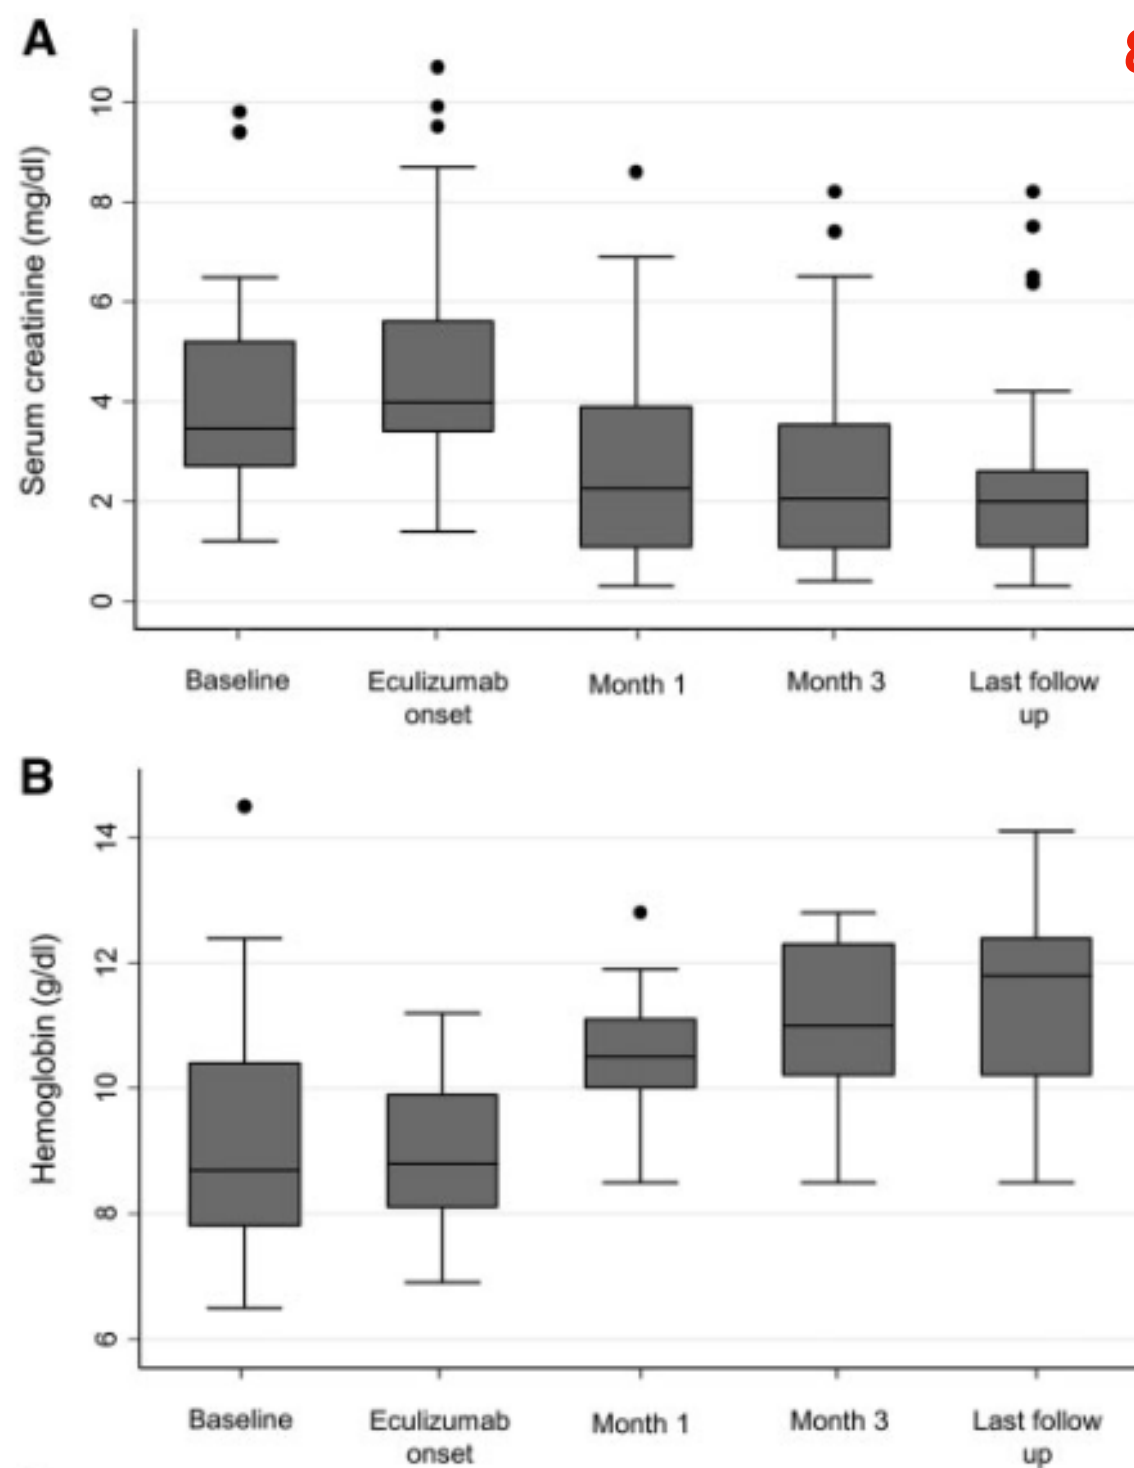 A
8
10
8
6
4
2
0
Serum creatinine (mg/dl)
Baseline
Eculizumab
onset
Month 1
Month 3
Last follow
up
B
14
12
10
8
6
Hemoglobin (g/dl)
Baseline
Eculizumab
onset
Month 1
Month 3
Last follow
up